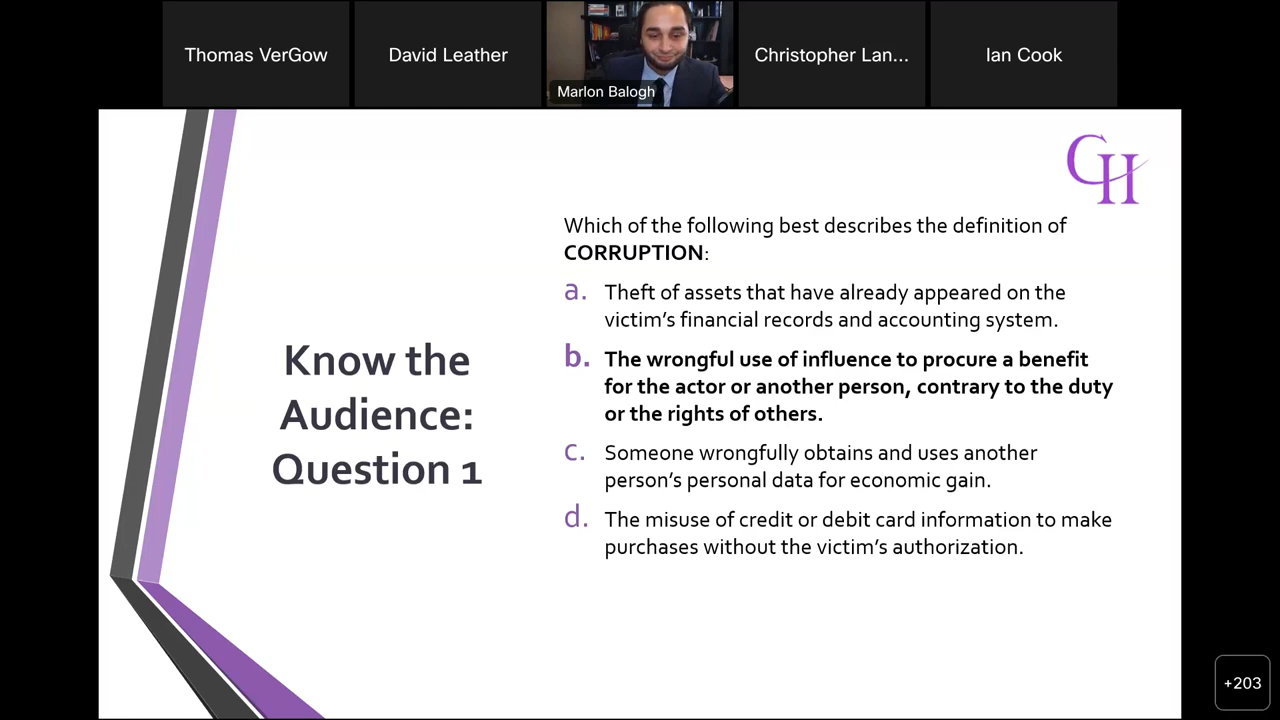 Thomas VerGow
David Leather
Marlon Balogh
Christopher Lan...
Ian Cook
CH
Which of the following best describes the definition of
CORRUPTION:
a. Theft of assets that have already appeared on the
victim's financial records and accounting system.
b. The wrongful use of influence to procure a benefit
for the actor or another person, contrary to the duty
or the rights of others.
c. Someone wrongfully obtains and uses another
person's personal data for economic gain.
d. The misuse of credit or debit card information to make
purchases without the victim's authorization.
Know the
Audience:
Question 1
+203